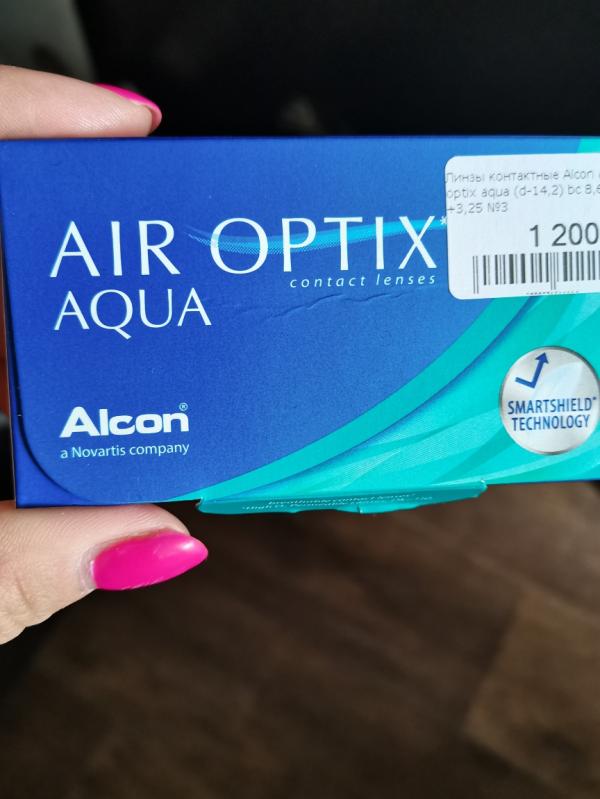 Линзы контактные Alcon
optix aqua (d-14,2) bc 8,6
+3,25 №3
1 200
AIR OPTIX*
contact lenses
AQUA
Alcon®
a Novartis company
SMARTSHIELD*
TECHNOLOGY